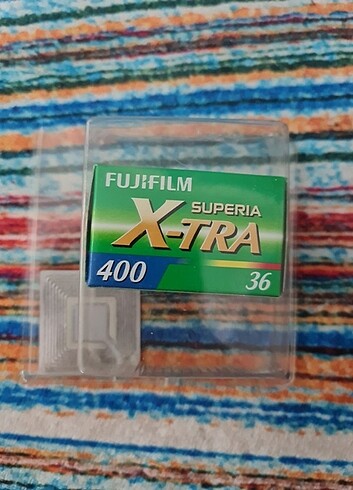 FUJIFILM
SUPERIA
X-TRA
400
36